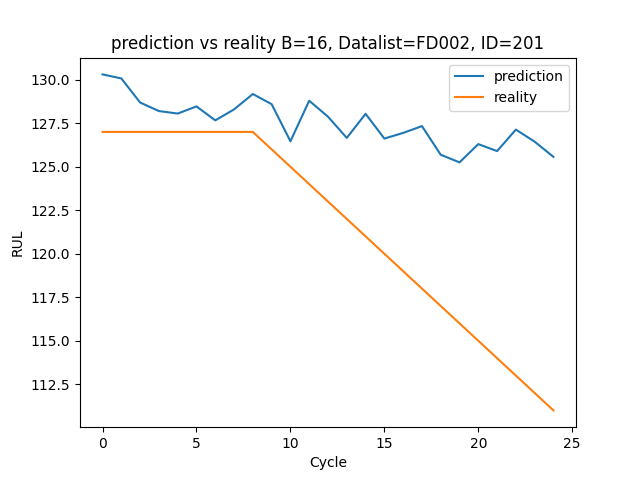 prediction vs reality B=16, Datalist=FD002, ID=201
prediction
reality
130.0
127.5
125.0
122.5
120.0
117.5
115.0
112.5
RUL
0 5 10 15 20 25
Cycle